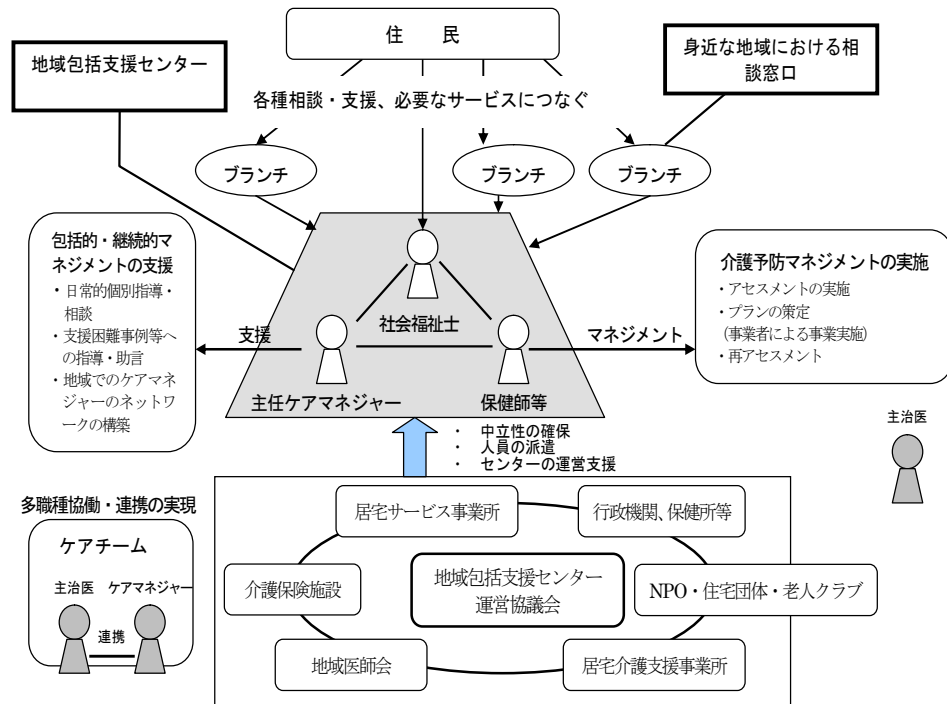 住　民
地域包括支援センター
身近な地域における相
談窓口
各種相談・支援、必要なサービスにつなぐ
ブランチ
ブランチ
ブランチ
包括的・継続的マ
ネジメントの支援
・日常的個別指導・
相談
・支援困難事例等へ
の指導・助言
・地域でのケアマネ
ジャーのネットワ
ークの構築
介護予防マネジメントの実施
・アセスメントの実施
・プランの策定
（事業者による事業実施）
・再アセスメント
社会福祉士
支援
マネジメント
主任ケアマネジャー
保健師等
・　中立性の確保
・　人員の派遣
・　センターの運営支援
主治医
多職種協働・連携の実現
ケアチーム
主治医
ケアマネジャー
連携
居宅サービス事業所
行政機関、保健所等
介護保険施設
地域包括支援センター
運営協議会
NPO・住宅団体・老人クラブ
地域医師会
居宅介護支援事業所